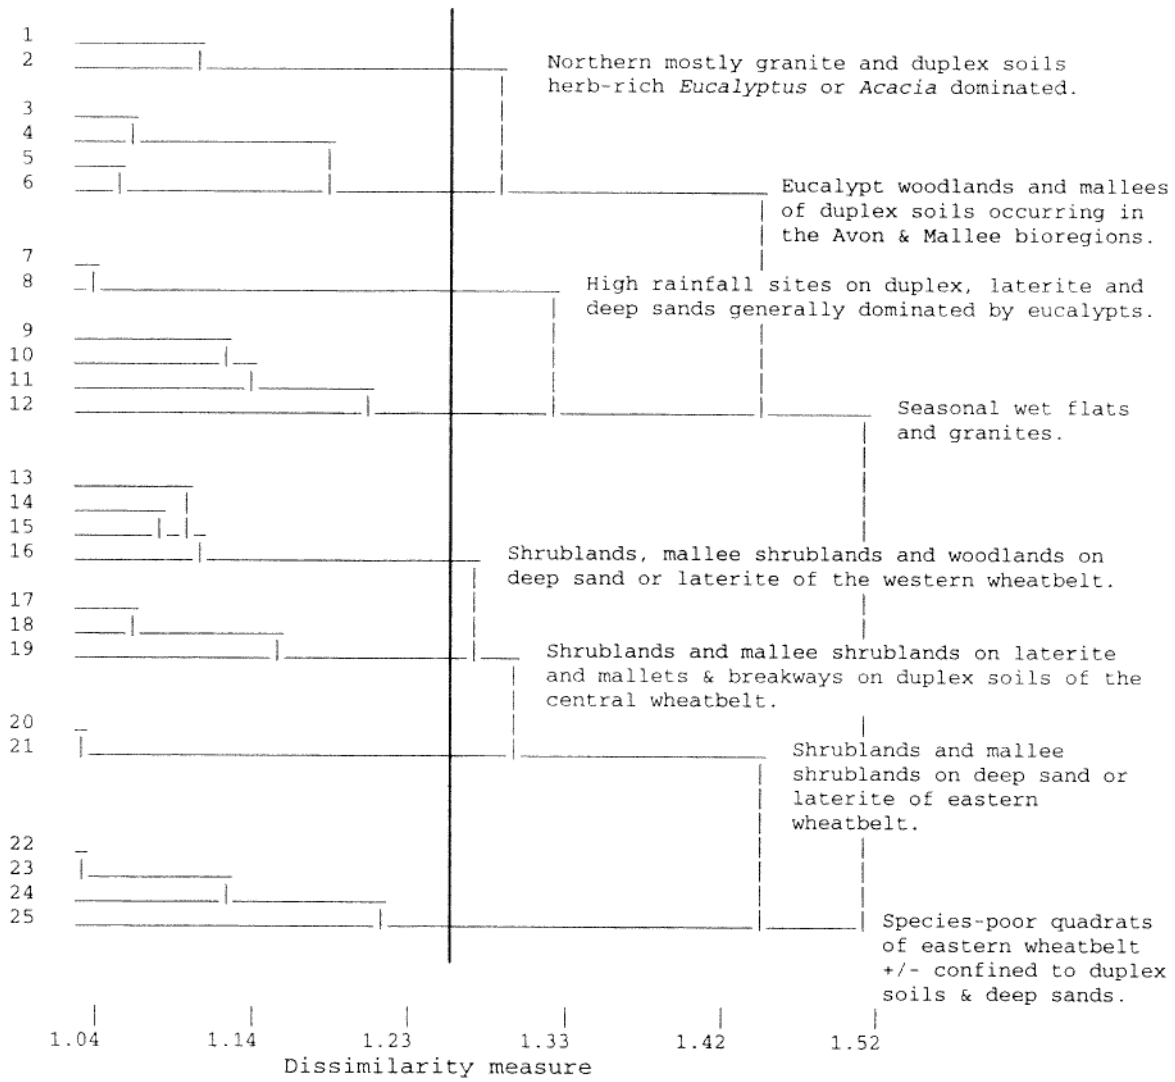 1
2
Northern mostly granite and duplex soils
herb-rich Eucalyptus or Acacia dominated.
3
4
5
6
Eucalypt woodlands and mallees
of duplex soils occurring in
the Avon & Mallee bioregions.
7
8
High rainfall sites on duplex, laterite and
deep sands generally dominated by eucalypts.
9
10
11
12
Seasonal wet flats
and granites.
13
14
15
16
Shrublands, mallee shrublands and woodlands on
deep sand or laterite of the western wheatbelt.
17
18
19
Shrublands and mallee shrublands on laterite
and mallets & breakways on duplex soils of the
central wheatbelt.
20
21
Shrublands and mallee
shrublands on deep sand or
laterite of eastern
wheatbelt.
22
23
24
25
Species-poor quadrats
of eastern wheatbelt
+/- confined to duplex
soils & deep sands.
1.04 1.14 1.23 1.33 1.42 1.52
Dissimilarity measure